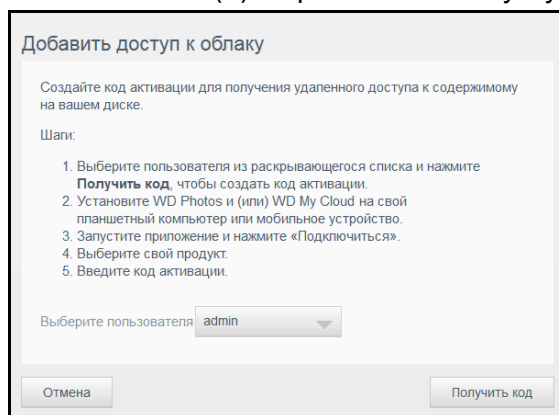 Добавить доступ к облаку
Создайте код активации для получения удаленного доступа к содержимому
на вашем диске.
Шаги:
1. Выберите пользователя из раскрывающегося списка и нажмите
Получить код, чтобы создать код активации.
2. Установите WD Photos и (или) WD My Cloud на свой
планшетный компьютер или мобильное устройство.
3. Запустите приложение и нажмите «Подключиться».
4. Выберите свой продукт.
5. Введите код активации.
Выберите пользователя admin
Отмена Получить код